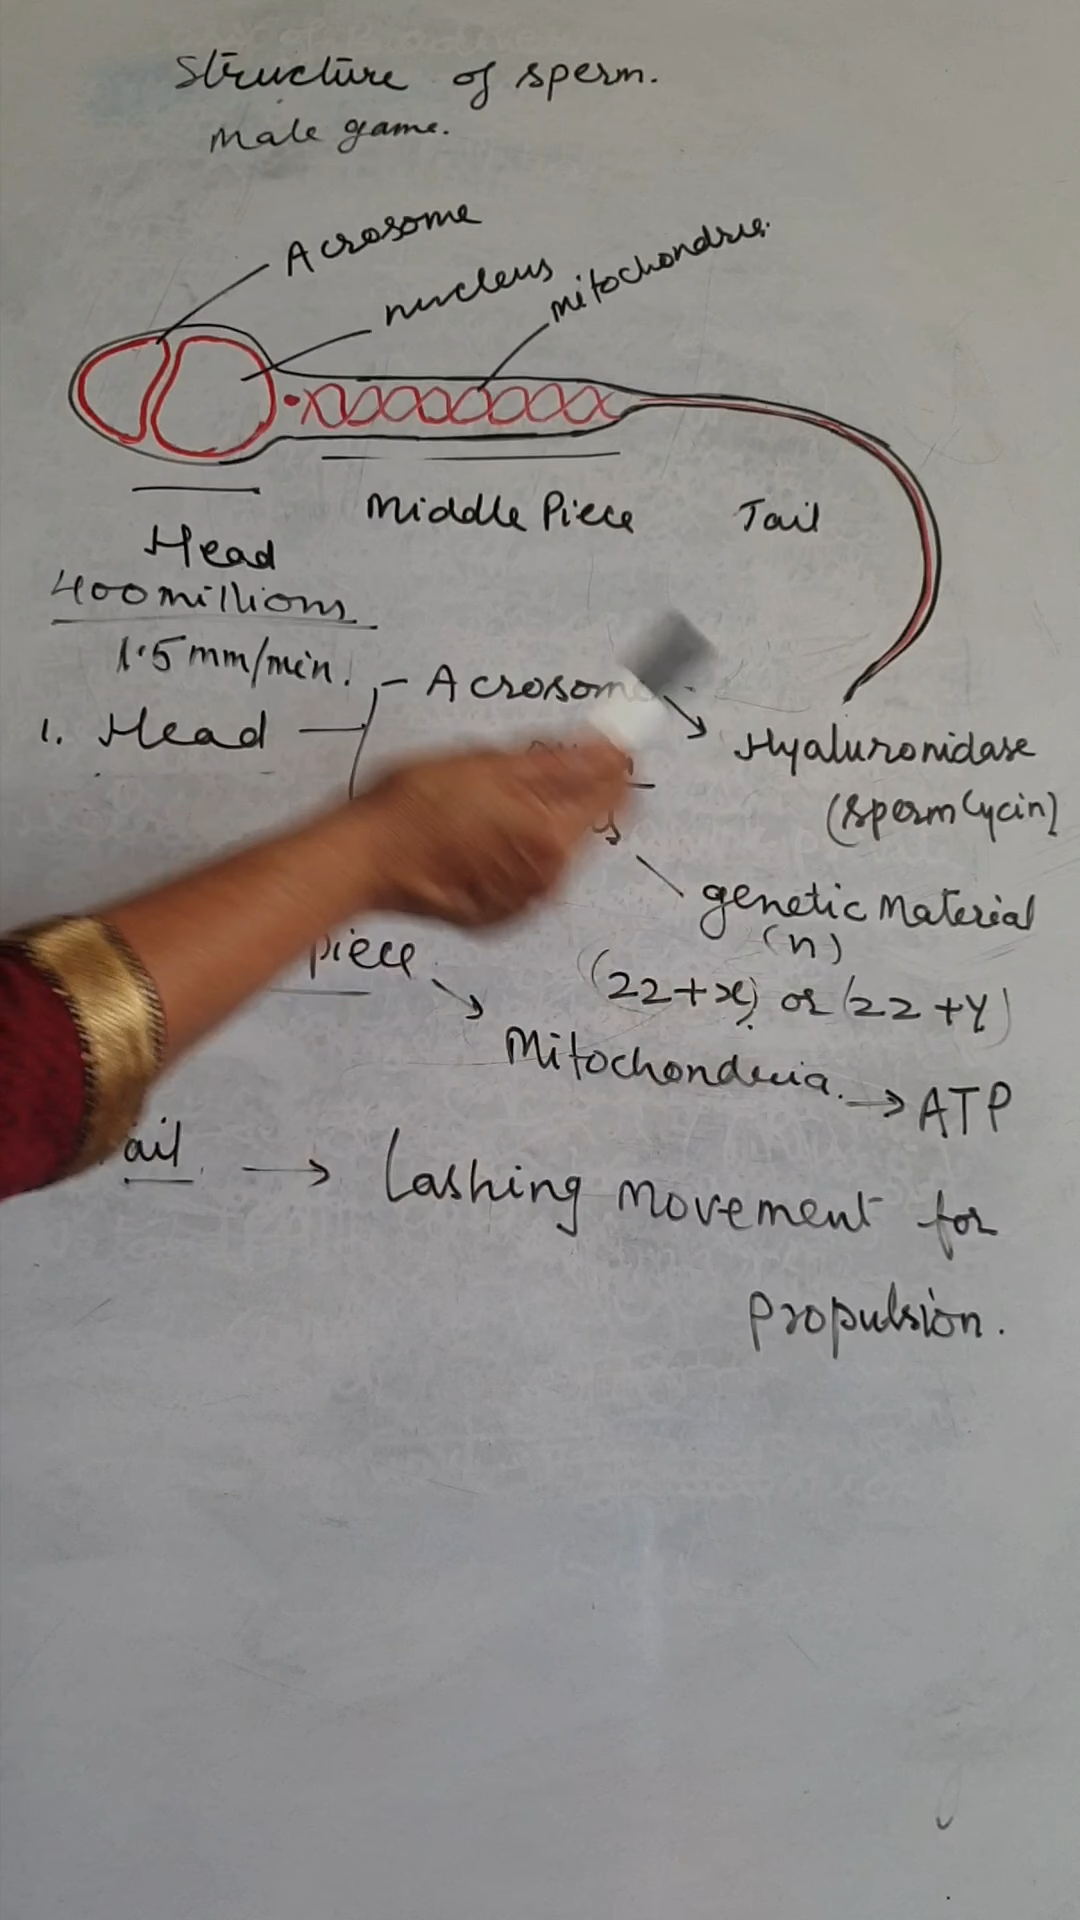 Structure of sperm.
Male game.
Acrosome
nucleus
mitochondria.
Middle Piece
Tail
Head
400 millions
1.5 mm/min.
- Acrosom
1. Head
Hyaluronidase
(sperm lycin)
genetic Material
(n)
piece
(22+x) or (22+Y)
Mitochondria. → ATP
ail → Lashing Movement for
Propulsion.